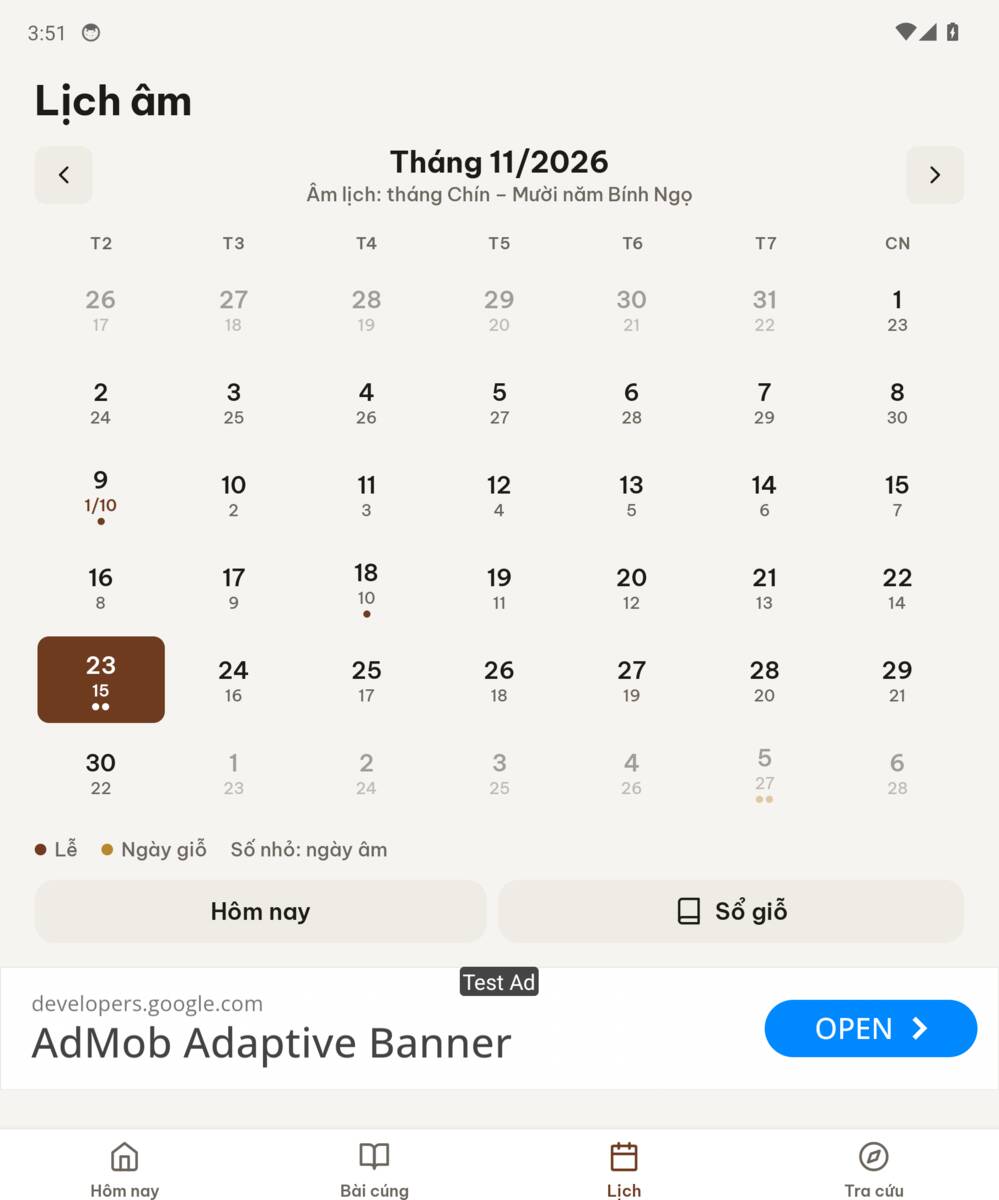 3:51
Lịch âm
Tháng 11/2026
Âm lịch: tháng Chín – Mười năm Bính Ngọ
T2 T3 T4 T5 T6 T7 CN
26 27 28 29 30 31 1
17 18 19 20 21 22 23
2 3 4 5 6 7 8
24 25 26 27 28 29 30
9 10 11 12 13 14 15
1/10 2 3 4 5 6 7
16 17 18 19 20 21 22
8 9 10 11 12 13 14
23 24 25 26 27 28 29
15 16 17 18 19 20 21
30 1 2 3 4 5 6
22 23 24 25 26 27 28
Lễ Ngày giỗ Số nhỏ: ngày âm
Hôm nay Sổ giỗ
Test Ad
developers.google.com
AdMob Adaptive Banner
OPEN
Hôm nay Bài cúng Lịch Tra cứu